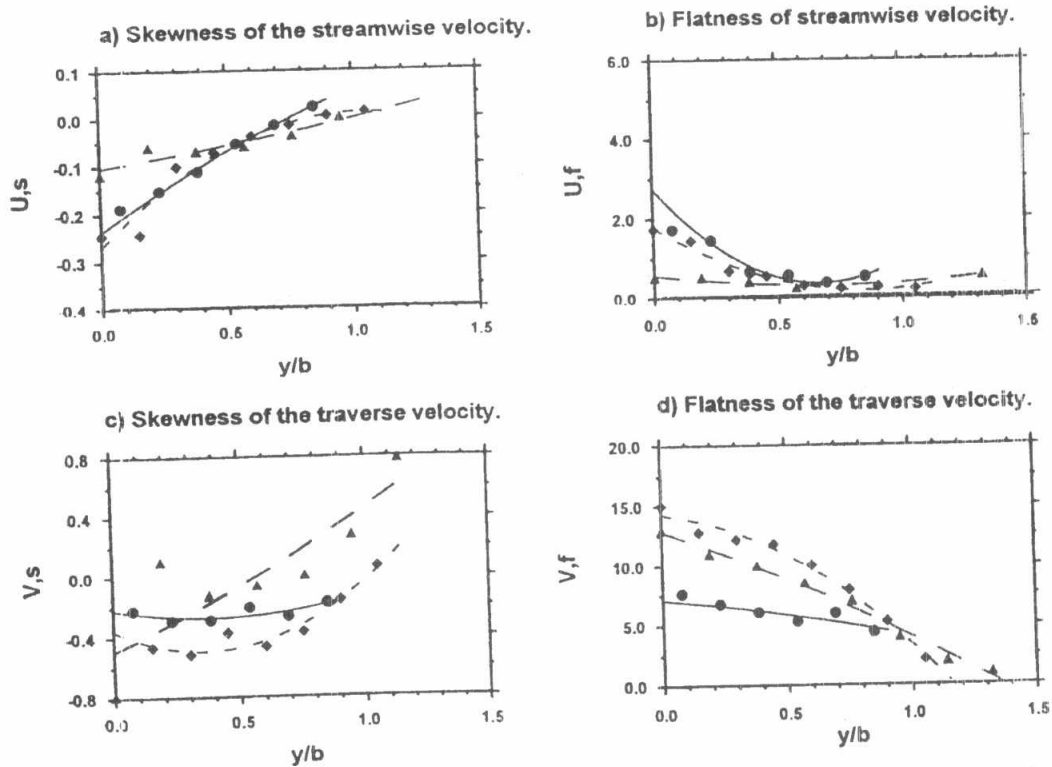 a) Skewness of the streamwise velocity.
0.1
0.0
-0.1
-0.2
-0.3
-0.4
U,s
0.0 0.5 1.0 1.5
y/b
b) Flatness of streamwise velocity.
6.0
4.0
2.0
0.0
U,f
0.0 0.5 1.0 1.5
y/b
c) Skewness of the traverse velocity.
0.8
0.4
0.0
-0.4
-0.8
V,s
0.0 0.5 1.0 1.5
y/b
d) Flatness of the traverse velocity.
20.0
15.0
10.0
5.0
0.0
V,f
0.0 0.5 1.0 1.5
y/b